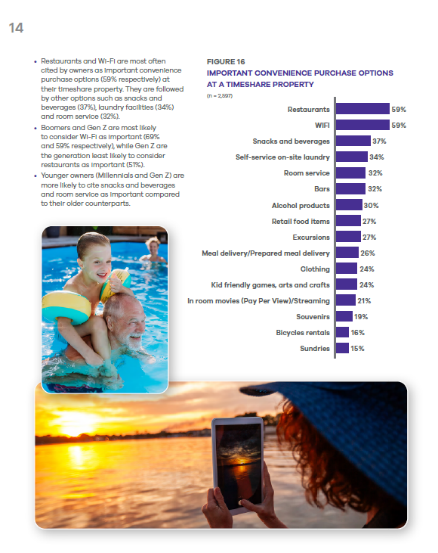 14
• Restaurants and Wi-Fi are most often
cited by owners as important convenience
purchase options (59% respectively) at
their timeshare property. They are followed
by other options such as snacks and
beverages (37%), laundry facilities (34%)
and room service (32%).
• Boomers and Gen Z are most likely
to consider Wi-Fi as important (69%
and 59% respectively), while Gen Z are
the generation least likely to consider
restaurants as important (51%).
• Younger owners (Millennials and Gen Z) are
more likely to cite snacks and beverages
and room service as important compared
to their older counterparts.
FIGURE 16
IMPORTANT CONVENIENCE PURCHASE OPTIONS
AT A TIMESHARE PROPERTY
(n = 2,897)
Restaurants 59%
WiFi 59%
Snacks and beverages 37%
Self-service on-site laundry 34%
Room service 32%
Bars 32%
Alcohol products 30%
Retail food items 27%
Excursions 27%
Meal delivery/Prepared meal delivery 26%
Clothing 24%
Kid friendly games, arts and crafts 24%
In room movies (Pay Per View)/Streaming 21%
Souvenirs 19%
Bicycles rentals 16%
Sundries 15%